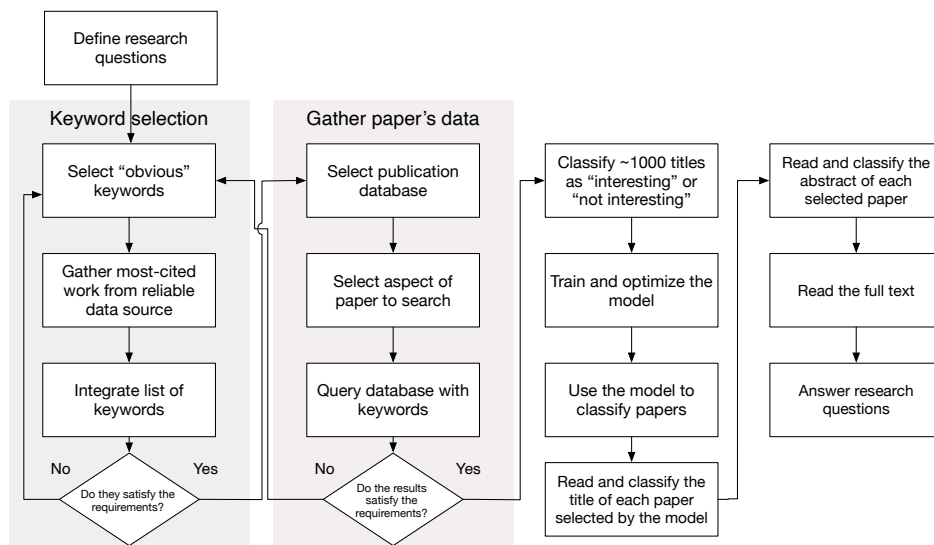 Define research
questions
Keyword selection
Select “obvious”
keywords
Gather most-cited
work from reliable
data source
Integrate list of
keywords
No
Yes
Do they satisfy the
requirements?
Gather paper's data
Select publication
database
Select aspect of
paper to search
Query database with
keywords
No
Yes
Do the results
satisfy the
requirements?
Classify ~1000 titles
as “interesting” or
“not interesting”
Train and optimize the
model
Use the model to
classify papers
Read and classify the
title of each paper
selected by the model
Read and classify the
abstract of each
selected paper
Read the full text
Answer research
questions